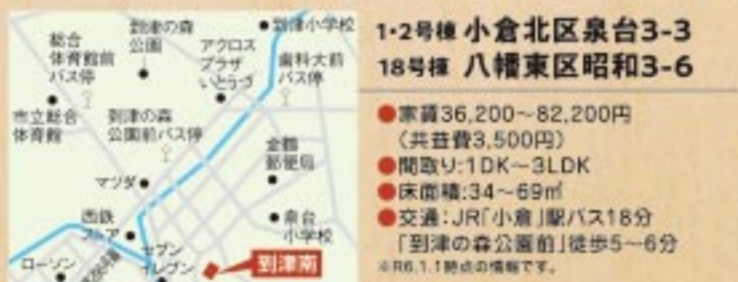 到津小学校
到津の森
公園
総合
体育館前
バス停
アクロス
プラザ
いとうづ
歯科大前
バス停
市立総合
体育館
到津の森
公園前バス停
金鶏
郵便局
マツダ
西鉄
ストア
泉台
小学校
セブン
イレブン
ローソン
到津南
1・2号棟 小倉北区泉台3-3
18号棟 八幡東区昭和3-6
●家賃36,200~82,200円
(共益費3,500円)
●間取り:1DK~3LDK
●床面積:34~69㎡
●交通:JR「小倉」駅バス18分
「到津の森公園前」徒歩5~6分
※R6.1.1時点の情報です。